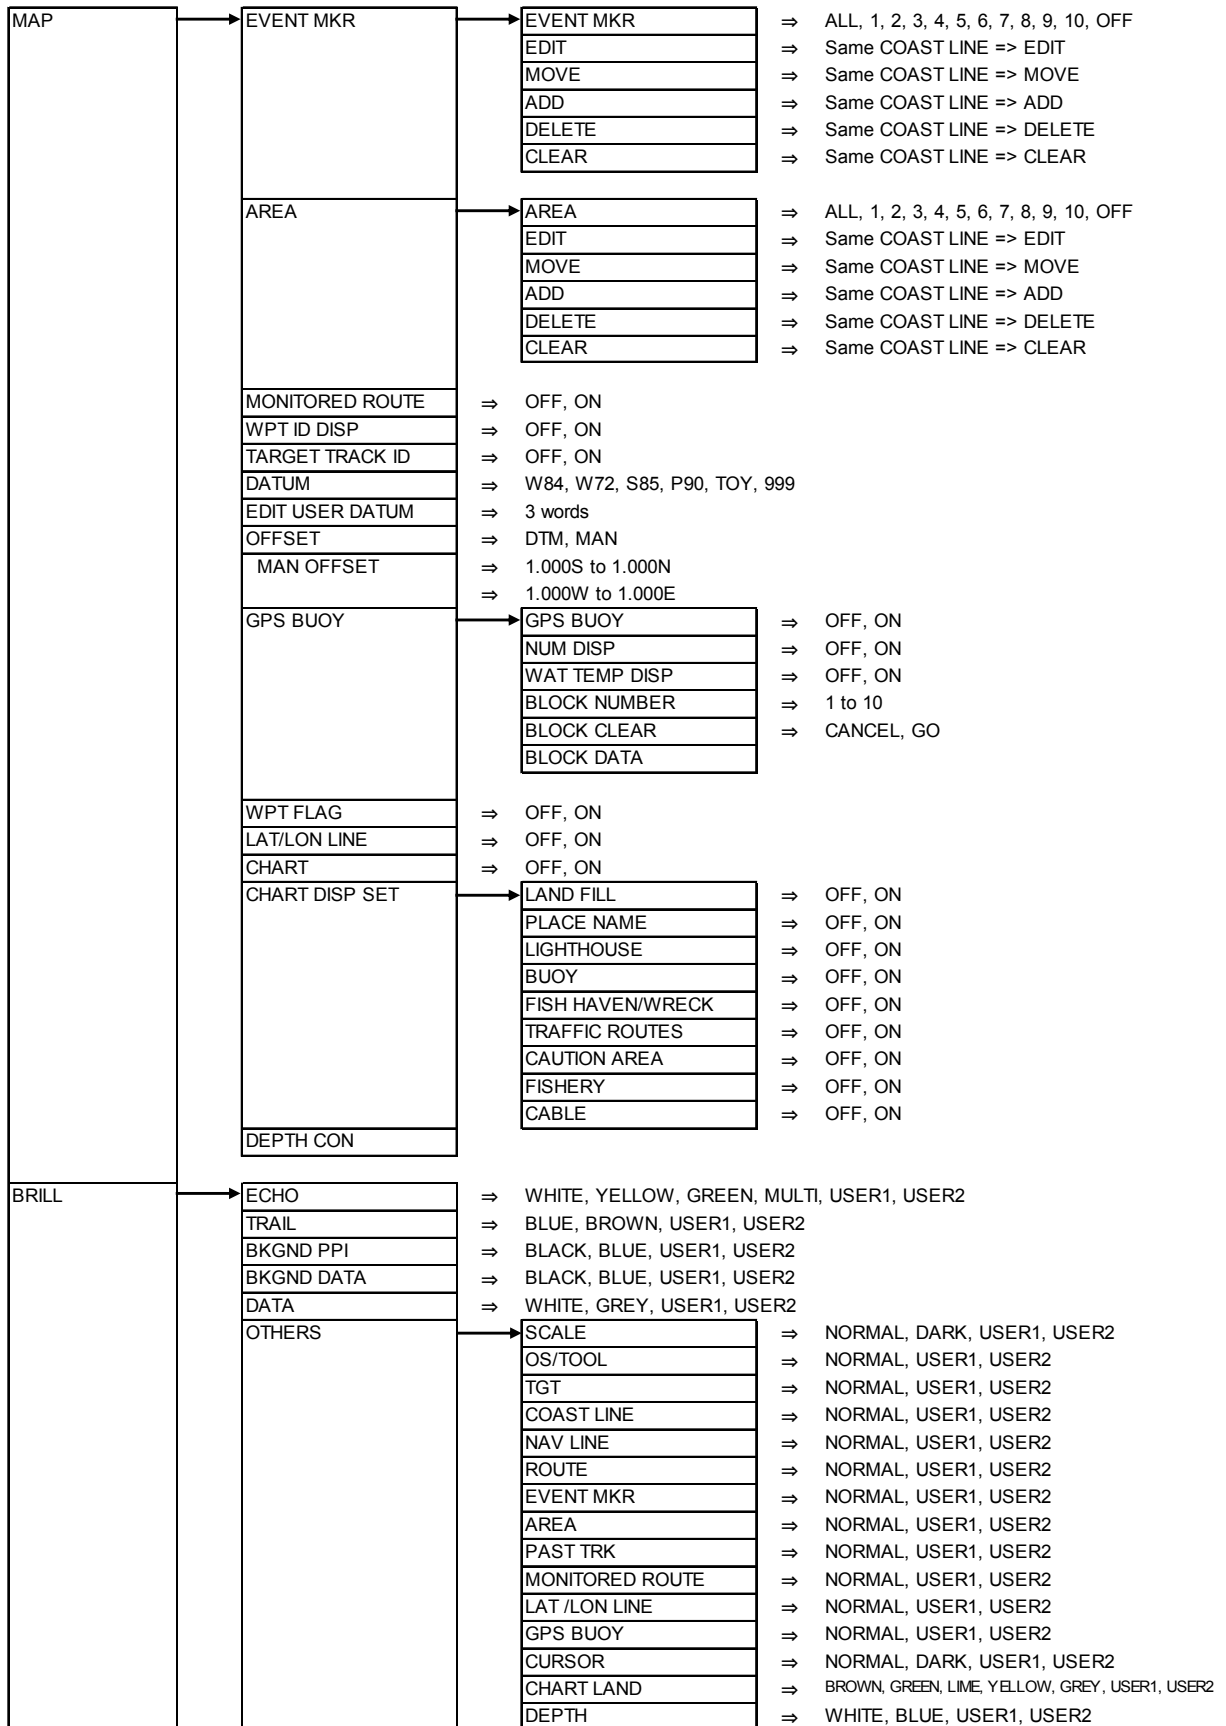 MAP EVENT MKR EVENT MKR ⇒ ALL, 1, 2, 3, 4, 5, 6, 7, 8, 9, 10, OFF
EDIT ⇒ Same COAST LINE => EDIT
MOVE ⇒ Same COAST LINE => MOVE
ADD ⇒ Same COAST LINE => ADD
DELETE ⇒ Same COAST LINE => DELETE
CLEAR ⇒ Same COAST LINE => CLEAR
AREA AREA ⇒ ALL, 1, 2, 3, 4, 5, 6, 7, 8, 9, 10, OFF
EDIT ⇒ Same COAST LINE => EDIT
MOVE ⇒ Same COAST LINE => MOVE
ADD ⇒ Same COAST LINE => ADD
DELETE ⇒ Same COAST LINE => DELETE
CLEAR ⇒ Same COAST LINE => CLEAR
MONITORED ROUTE ⇒ OFF, ON
WPT ID DISP ⇒ OFF, ON
TARGET TRACK ID ⇒ OFF, ON
DATUM ⇒ W84, W72, S85, P90, TOY, 999
EDIT USER DATUM ⇒ 3 words
OFFSET ⇒ DTM, MAN
MAN OFFSET ⇒ 1.000S to 1.000N
⇒ 1.000W to 1.000E
GPS BUOY GPS BUOY ⇒ OFF, ON
NUM DISP ⇒ OFF, ON
WAT TEMP DISP ⇒ OFF, ON
BLOCK NUMBER ⇒ 1 to 10
BLOCK CLEAR ⇒ CANCEL, GO
BLOCK DATA
WPT FLAG ⇒ OFF, ON
LAT/LON LINE ⇒ OFF, ON
CHART ⇒ OFF, ON
CHART DISP SET LAND FILL ⇒ OFF, ON
PLACE NAME ⇒ OFF, ON
LIGHTHOUSE ⇒ OFF, ON
BUOY ⇒ OFF, ON
FISH HAVEN/WRECK ⇒ OFF, ON
TRAFFIC ROUTES ⇒ OFF, ON
CAUTION AREA ⇒ OFF, ON
FISHERY ⇒ OFF, ON
CABLE ⇒ OFF, ON
DEPTH CON
BRILL ECHO ⇒ WHITE, YELLOW, GREEN, MULTI, USER1, USER2
TRAIL ⇒ BLUE, BROWN, USER1, USER2
BKGND PPI ⇒ BLACK, BLUE, USER1, USER2
BKGND DATA ⇒ BLACK, BLUE, USER1, USER2
DATA ⇒ WHITE, GREY, USER1, USER2
OTHERS SCALE ⇒ NORMAL, DARK, USER1, USER2
OS/TOOL ⇒ NORMAL, USER1, USER2
TGT ⇒ NORMAL, USER1, USER2
COAST LINE ⇒ NORMAL, USER1, USER2
NAV LINE ⇒ NORMAL, USER1, USER2
ROUTE ⇒ NORMAL, USER1, USER2
EVENT MKR ⇒ NORMAL, USER1, USER2
AREA ⇒ NORMAL, USER1, USER2
PAST TRK ⇒ NORMAL, USER1, USER2
MONITORED ROUTE ⇒ NORMAL, USER1, USER2
LAT /LON LINE ⇒ NORMAL, USER1, USER2
GPS BUOY ⇒ NORMAL, USER1, USER2
CURSOR ⇒ NORMAL, DARK, USER1, USER2
CHART LAND ⇒ BROWN, GREEN, LIME, YELLOW, GREY, USER1, USER2
DEPTH ⇒ WHITE, BLUE, USER1, USER2